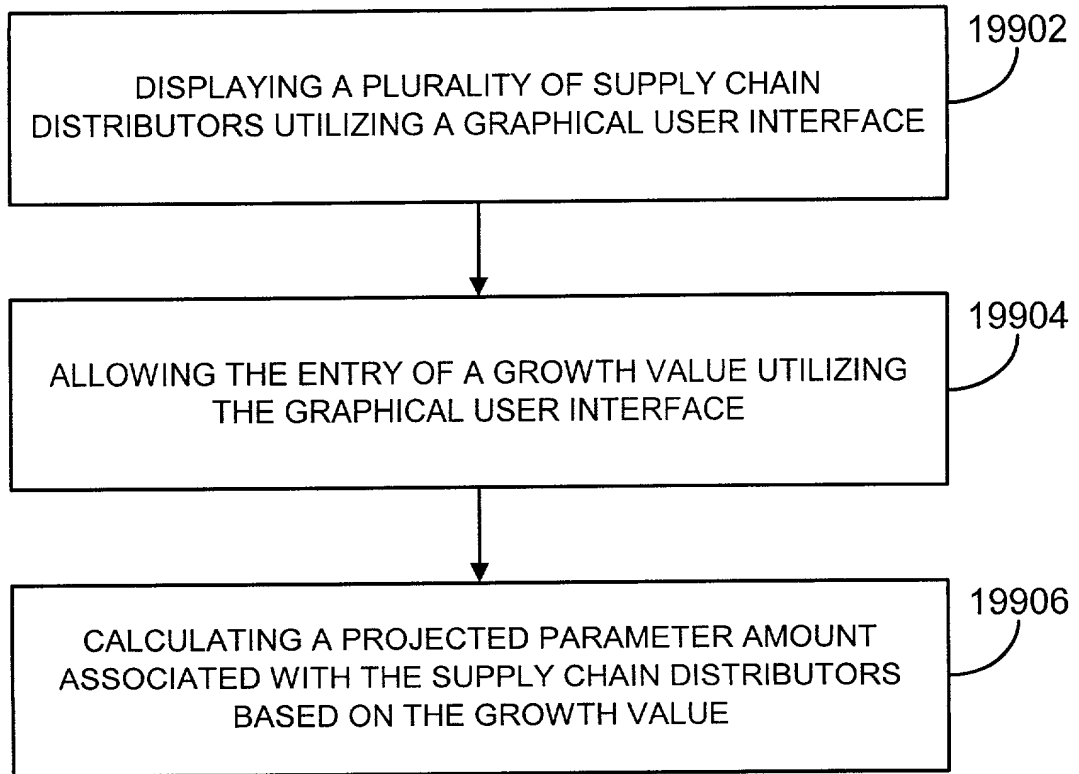 19902
DISPLAYING A PLURALITY OF SUPPLY CHAIN
DISTRIBUTORS UTILIZING A GRAPHICAL USER INTERFACE
19904
ALLOWING THE ENTRY OF A GROWTH VALUE UTILIZING
THE GRAPHICAL USER INTERFACE
19906
CALCULATING A PROJECTED PARAMETER AMOUNT
ASSOCIATED WITH THE SUPPLY CHAIN DISTRIBUTORS
BASED ON THE GROWTH VALUE